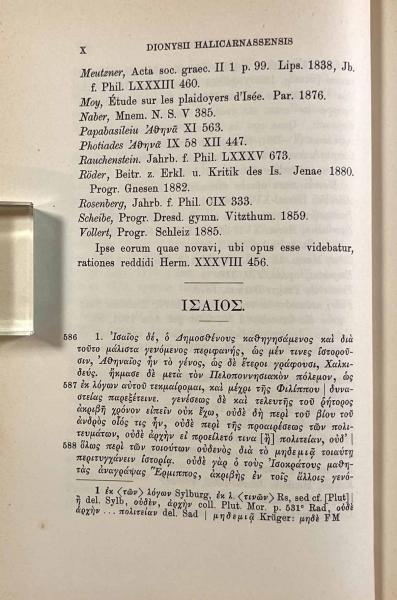 X DIONYSII HALICARNASSENSIS
Meutzner, Acta soc. graec. II 1 p. 99. Lips. 1838, Jb.
f. Phil. LXXXIII 460.
Moy, Étude sur les plaidoyers d'Isée. Par. 1876.
Naber, Mnem. N. S. V 385.
Papabasileiu Ἀθηνᾶ XI 563.
Photiades Ἀθηνᾶ IX 58 XII 447.
Rauchenstein. Jahrb. f. Phil. LXXXV 673.
Röder, Beitr. z. Erkl. u. Kritik des Is. Jenae 1880.
Progr. Gnesen 1882.
Rosenberg, Jahrb. f. Phil. CIX 333.
Scheibe, Progr. Dresd. gymn. Vitzthum. 1859.
Vollert, Progr. Schleiz 1885.
Ipse eorum quae novavi, ubi opus esse videbatur,
rationes reddidi Herm. XXXVIII 456.
ΙΣΑΙΟΣ.
586 1. Ἰσαῖος δέ, ὁ Δημοσθένους καθηγησάμενος καὶ διὰ
τοῦτο μάλιστα γενόμενος περιφανής, ὡς μέν τινες ἱστοροῦ-
σιν, Ἀθηναῖος ἦν τὸ γένος, ὡς δὲ ἕτεροι γράφουσι, Χαλκι-
δεύς. ἤκμασε δὲ μετὰ τὸν Πελοποννησιακὸν πόλεμον, ὡς
587 ἐκ λόγων αὐτοῦ τεκμαίρομαι, καὶ μέχρι τῆς Φιλίππου | δυνα-
στείας παρεξέτεινε. γενέσεως δὲ καὶ τελευτῆς τοῦ ῥήτορος
ἀκριβῆ χρόνον εἰπεῖν οὐκ ἔχω, οὐδὲ δὴ περὶ τοῦ βίου τοῦ
ἀνδρὸς οἷός τις ἦν, οὐδὲ περὶ τῆς προαιρέσεως τῶν πολι-
τευμάτων, οὐδὲ ἀρχὴν εἰ προείλετό τινα [ἢ] πολιτείαν, οὐδ' |
588 ὅλως περὶ τῶν τοιούτων οὐδενὸς διὰ τὸ μηδεμιᾷ τοιαύτῃ
περιτυγχάνειν ἱστορίᾳ. οὐδὲ γὰρ ὁ τοὺς Ἰσοκράτους μαθη-
τὰς ἀναγράψας Ἕρμιππος, ἀκριβὴς ἐν τοῖς ἄλλοις γενό-
1 ἐκ ⟨τῶν⟩ λόγων Sylburg, ἐκ λ. ⟨τινῶν⟩ Rs, sed cf. [Plut] |
ἢ del. Sylb, οὐδὲν, ἀρχὴν coll. Plut. Mor. p. 531ᵉ Rad, οὐδὲ
ἀρχὴν ... πολιτείαν del. Sad | μηδεμιᾷ Krüger: μηδὲ FM